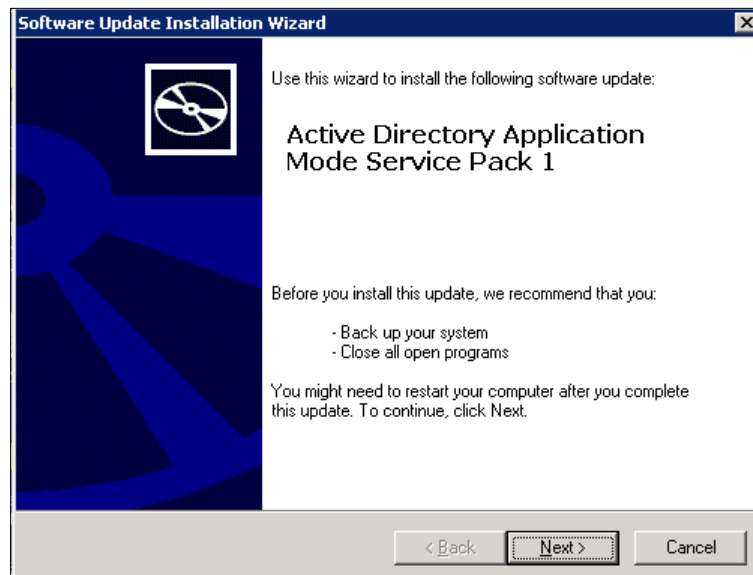 Software Update Installation Wizard
Use this wizard to install the following software update:
Active Directory Application
Mode Service Pack 1
Before you install this update, we recommend that you:
- Back up your system
- Close all open programs
You might need to restart your computer after you complete
this update. To continue, click Next.
< Back
Next >
Cancel